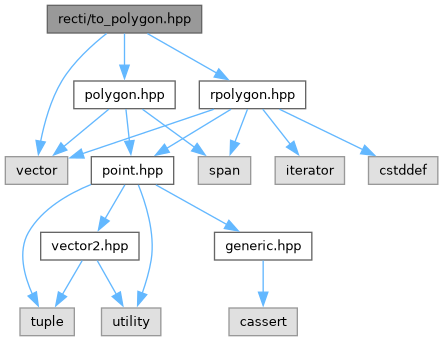 recti/to_polygon.hpp
polygon.hpp
rpolygon.hpp
vector
point.hpp
span
iterator
cstddef
vector2.hpp
generic.hpp
tuple
utility
cassert